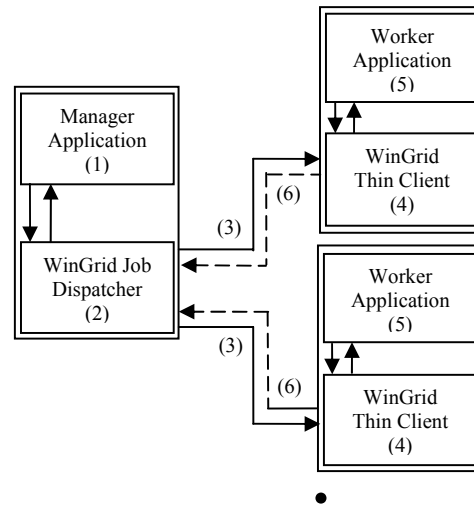 Manager
Application
(1)
WinGrid Job
Dispatcher
(2)
(3)
(6)
(3)
(6)
Worker
Application
(5)
WinGrid
Thin Client
(4)
Worker
Application
(5)
WinGrid
Thin Client
(4)